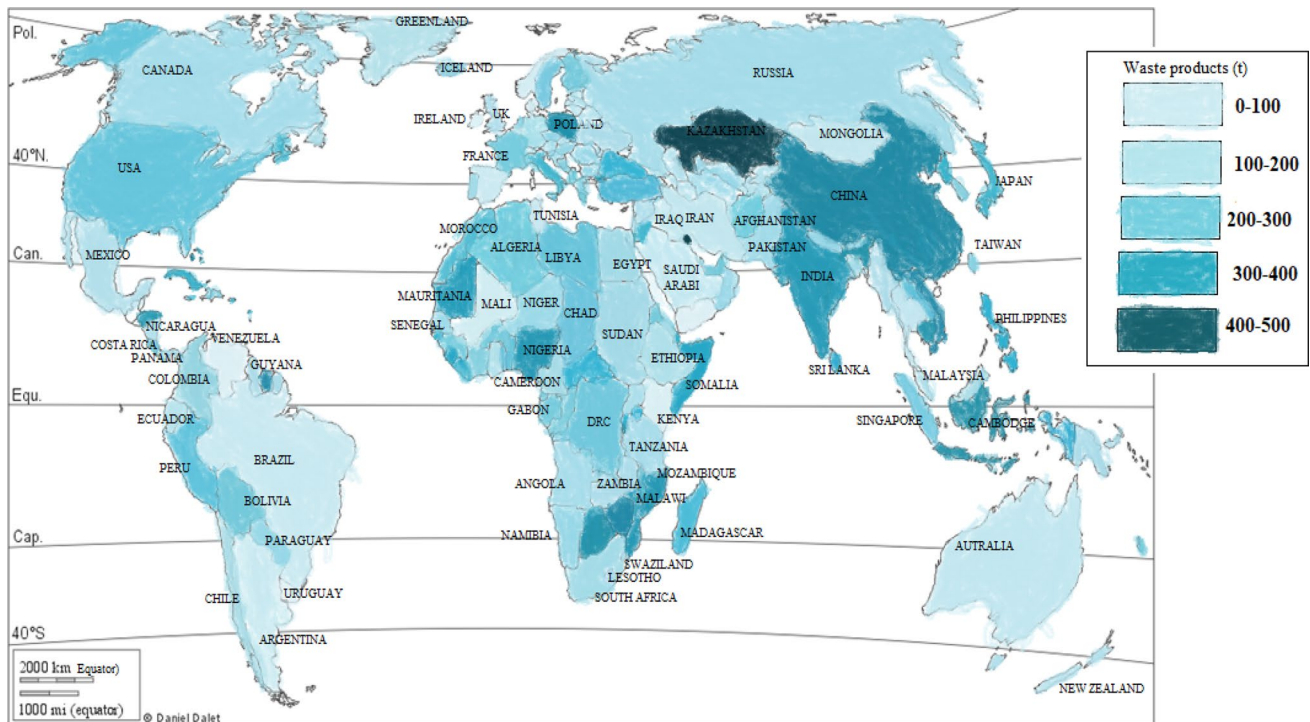 Pol.
GREENLAND
ICELAND
CANADA
RUSSIA
IRELAND
UK
POLAND
KAZAKHSTAN
MONGOLIA
40°N.
USA
FRANCE
CHINA
JAPAN
TUNISIA
IRAQ
IRAN
AFGHANISTAN
MOROCCO
ALGERIA
LIBYA
EGYPT
PAKISTAN
TAIWAN
Can.
MEXICO
SAUDI
ARABI
INDIA
MAURITANIA
MALI
NIGER
CHAD
SUDAN
NICARAGUA
VENEZUELA
SENEGAL
PHILIPPINES
COSTA RICA
PANAMA
GUYANA
NIGERIA
ETHIOPIA
COLOMBIA
CAMEROON
SOMALIA
SRI LANKA
MALAYSIA
Equ.
ECUADOR
GABON
DRC
KENYA
SINGAPORE
CAMBODGE
PERU
BRAZIL
TANZANIA
BOLIVIA
ANGOLA
ZAMBIA
MOZAMBIQUE
MALAWI
Cap.
PARAGUAY
NAMIBIA
MADAGASCAR
AUTRALIA
SWAZILAND
LESOTHO
SOUTH AFRICA
CHILE
URUGUAY
40°S
ARGENTINA
NEW ZEALAND
2000 km Equator)
1000 mi (equator)
© Daniel Dalet
Waste products (t)
0-100
100-200
200-300
300-400
400-500